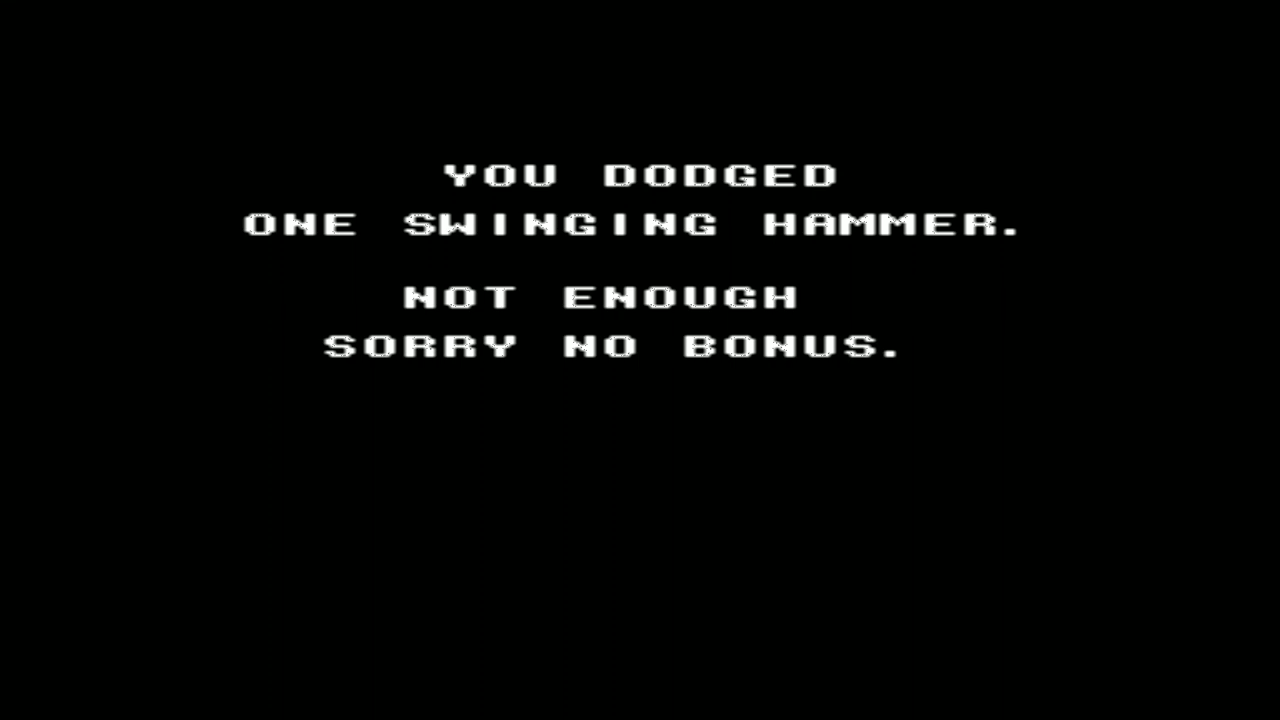 YOU DODGED
ONE SWINGING HAMMER.
NOT ENOUGH
SORRY NO BONUS.